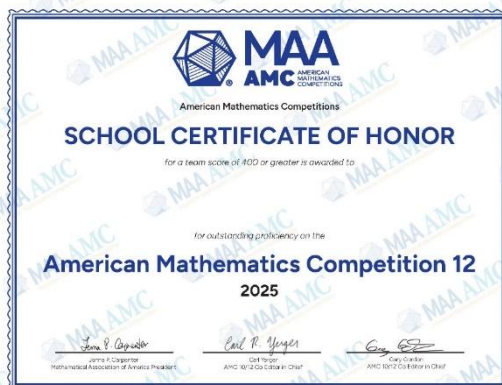 MAA
AMC AMERICAN MATHEMATICS COMPETITIONS
American Mathematics Competitions
SCHOOL CERTIFICATE OF HONOR
for a team score of 400 or greater is awarded to
for outstanding proficiency on the
American Mathematics Competition 12
2025
Jenna P. Carpenter
Carl Yerger
Gary Gordon
Mathematical Association of America President
AMC 10/12 Co Editor in Chief
AMC 10/12 Co Editor in Chief
MAA AMC